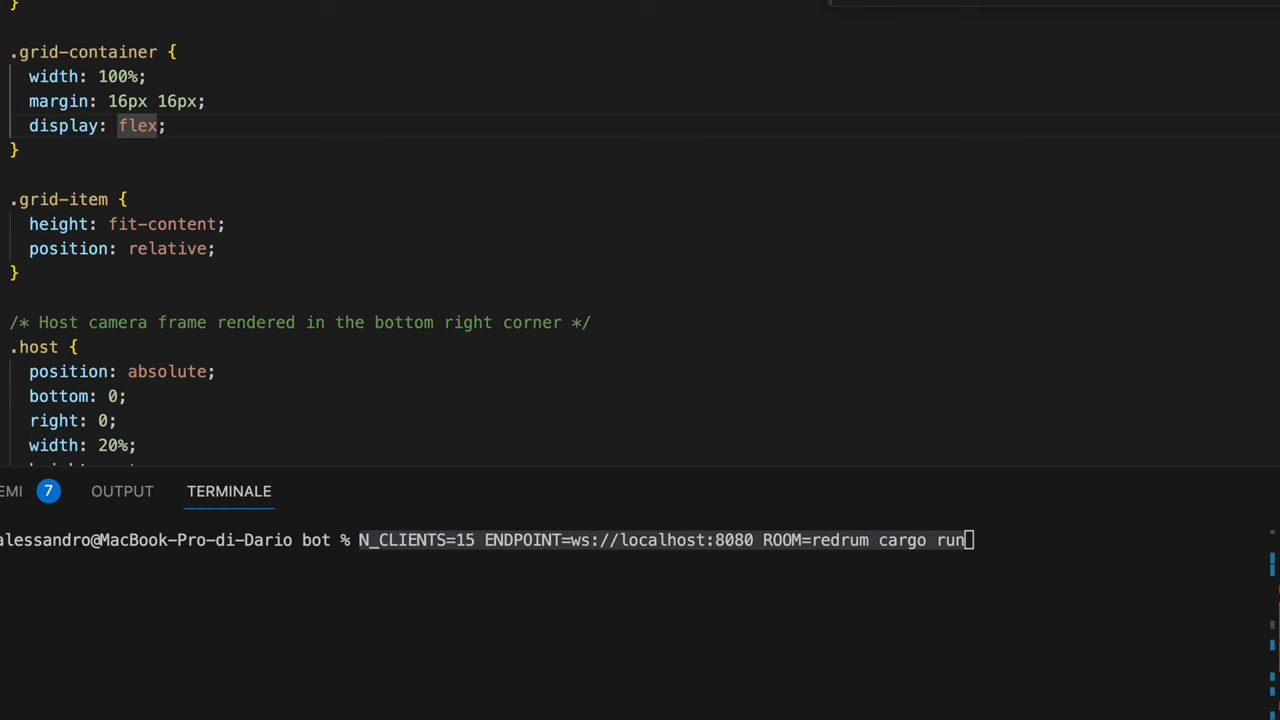 }
.grid-container {
width: 100%;
margin: 16px 16px;
display: flex;
}
.grid-item {
height: fit-content;
position: relative;
}
/* Host camera frame rendered in the bottom right corner */
.host {
position: absolute;
bottom: 0;
right: 0;
width: 20%;
EMI 7 OUTPUT TERMINALE
alessandro@MacBook-Pro-di-Dario bot % N_CLIENTS=15 ENDPOINT=ws://localhost:8080 ROOM=redrum cargo run